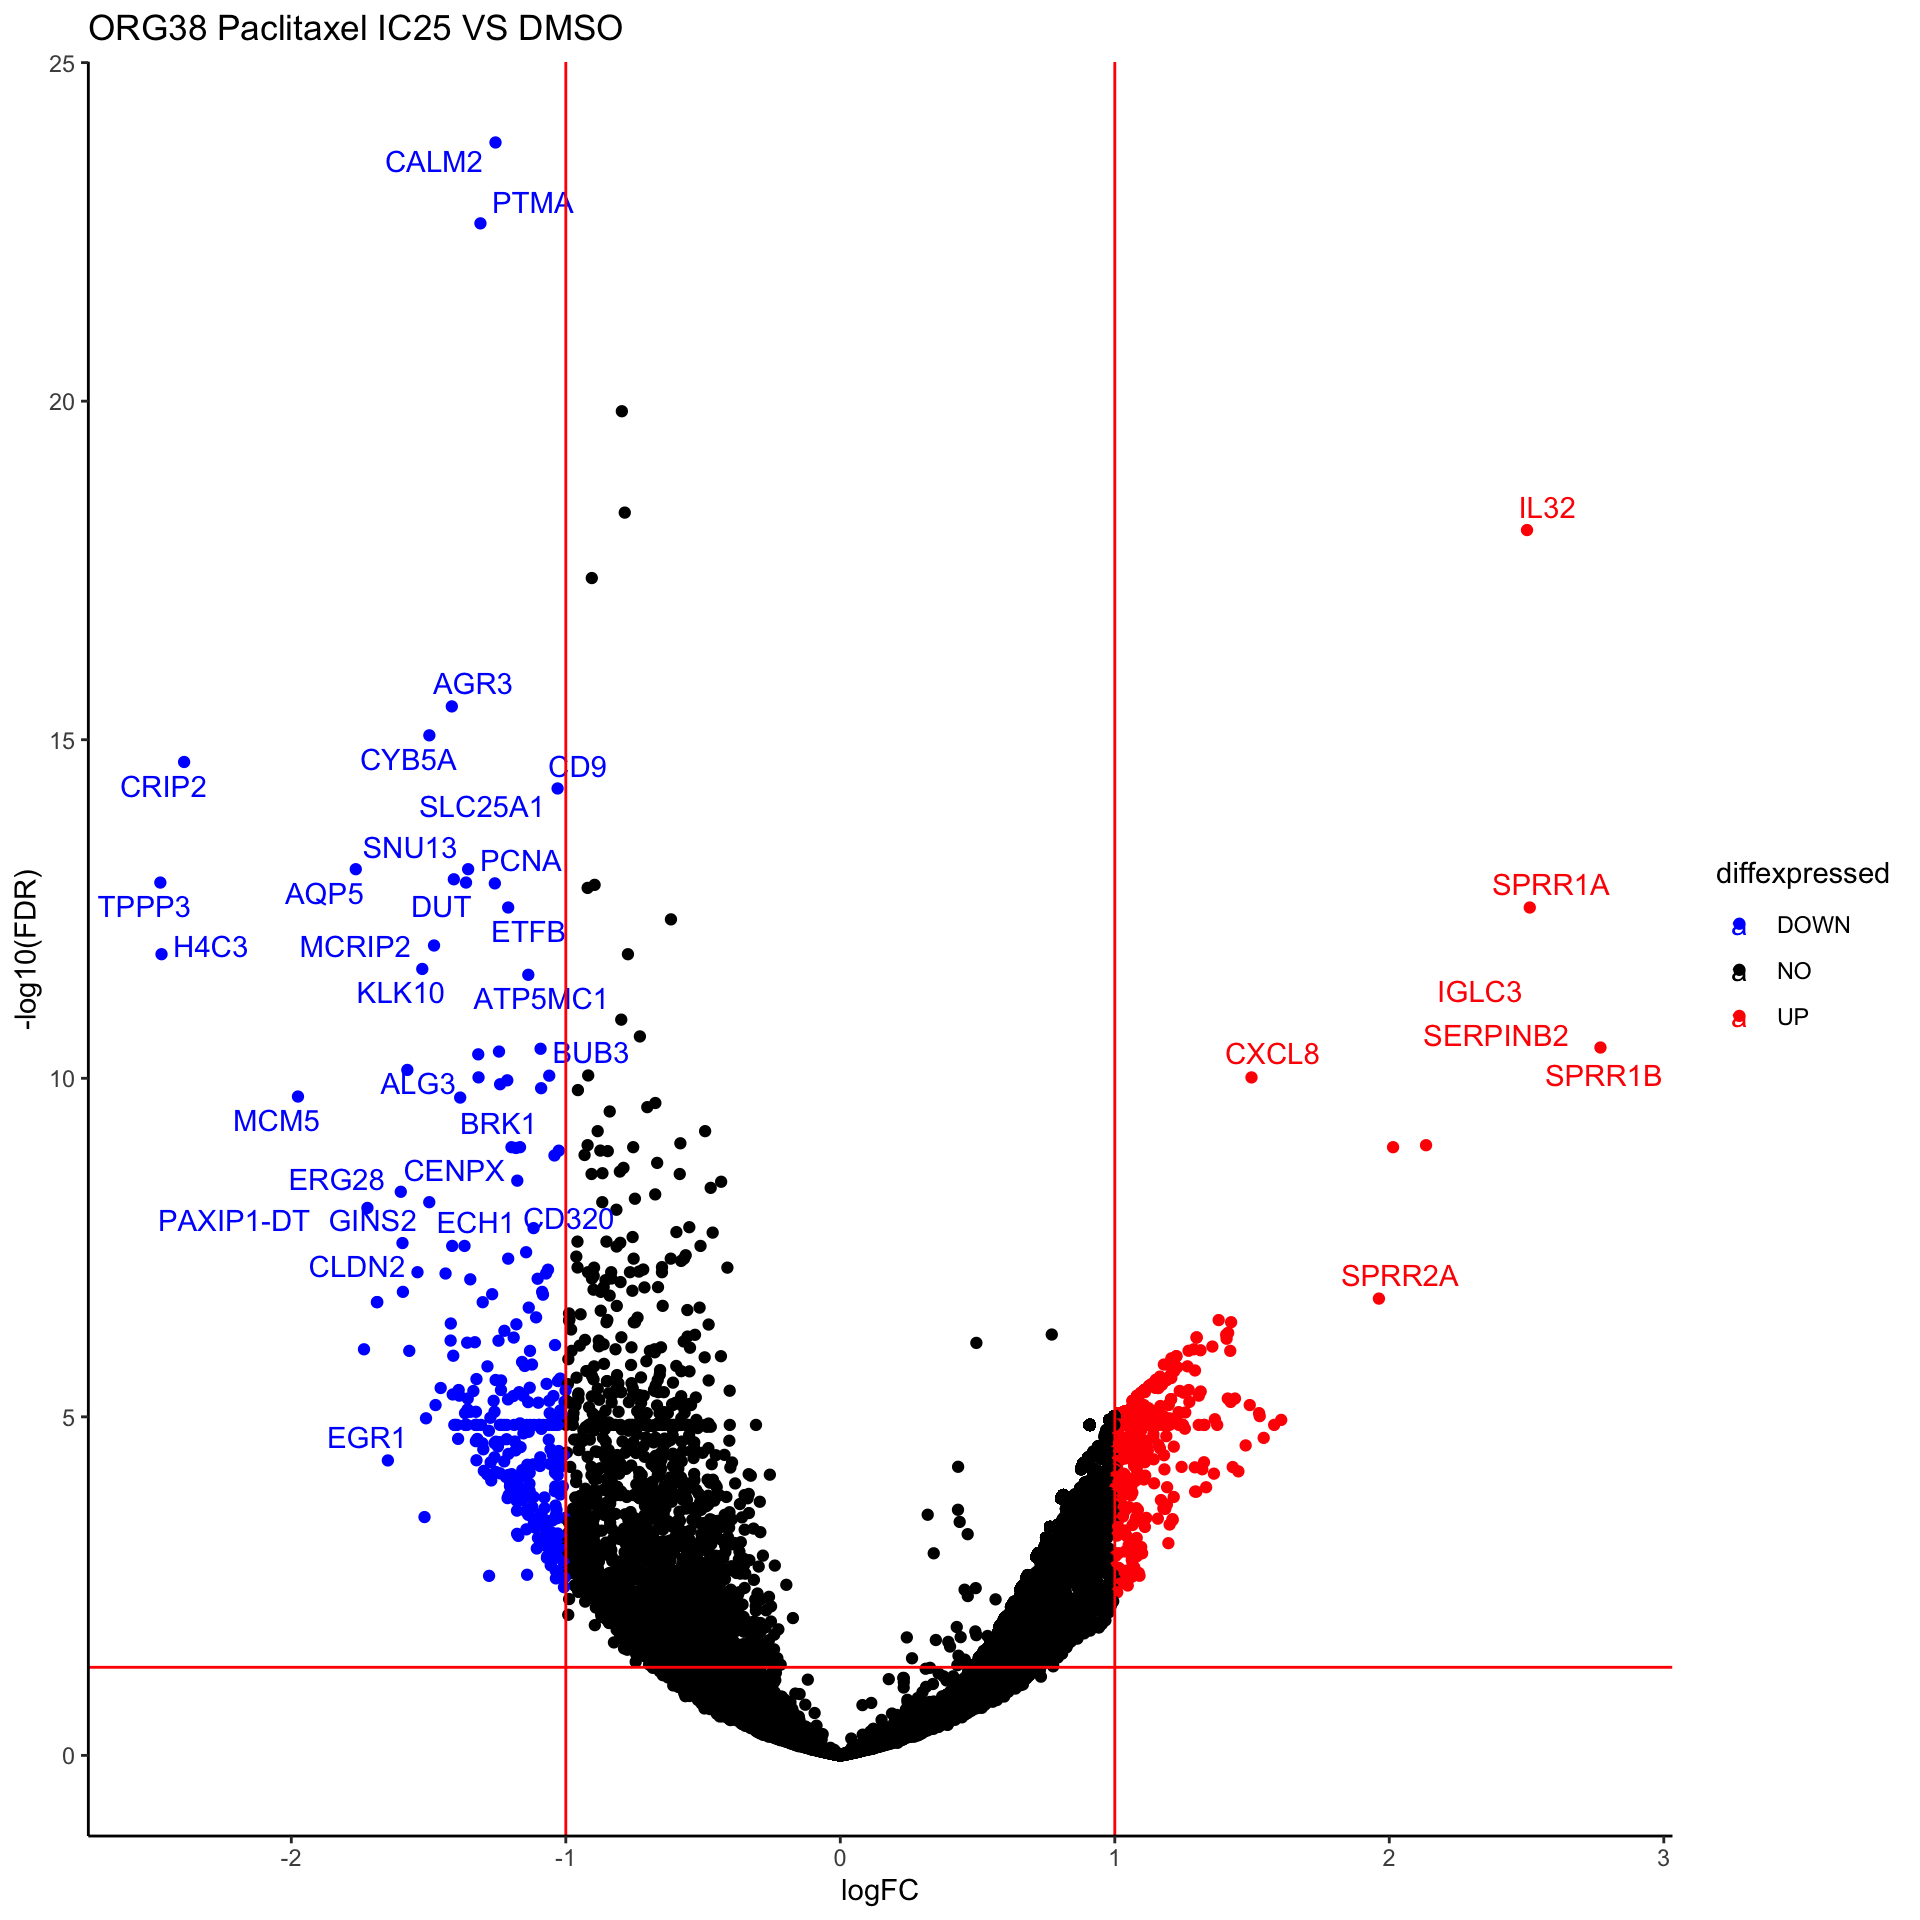 ORG38 Paclitaxel IC25 VS DMSO
25
CALM2
PTMA
20
IL32
AGR3
15
CYB5A
CD9
CRIP2
SLC25A1
SNU13
PCNA
SPRR1A
AQP5
TPPP3
DUT
ETFB
H4C3
MCRIP2
KLK10
ATP5MC1
IGLC3
SERPINB2
BUB3
CXCL8
SPRR1B
10
ALG3
MCM5
BRK1
CENPX
ERG28
PAXIP1-DT
GINS2
ECH1
CD320
CLDN2
SPRR2A
5
EGR1
0
-log10(FDR)
-2
-1
0
1
2
3
logFC
diffexpressed
a DOWN
a NO
a UP